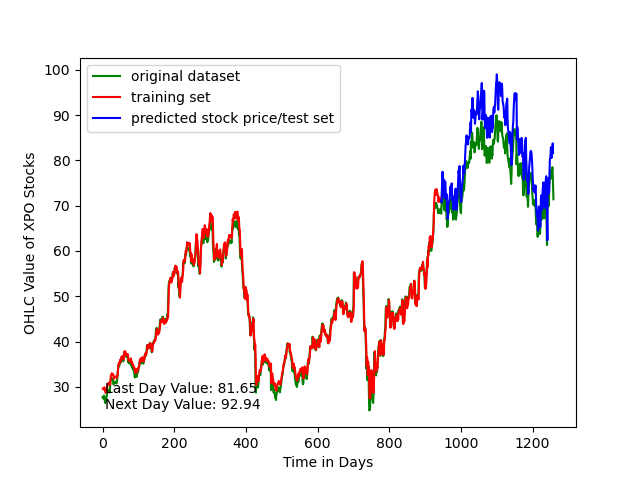 original dataset
training set
predicted stock price/test set
OHLC Value of XPO Stocks
100
90
80
70
60
50
40
30
Last Day Value: 81.65
Next Day Value: 92.94
0
200
400
600
800
1000
1200
Time in Days